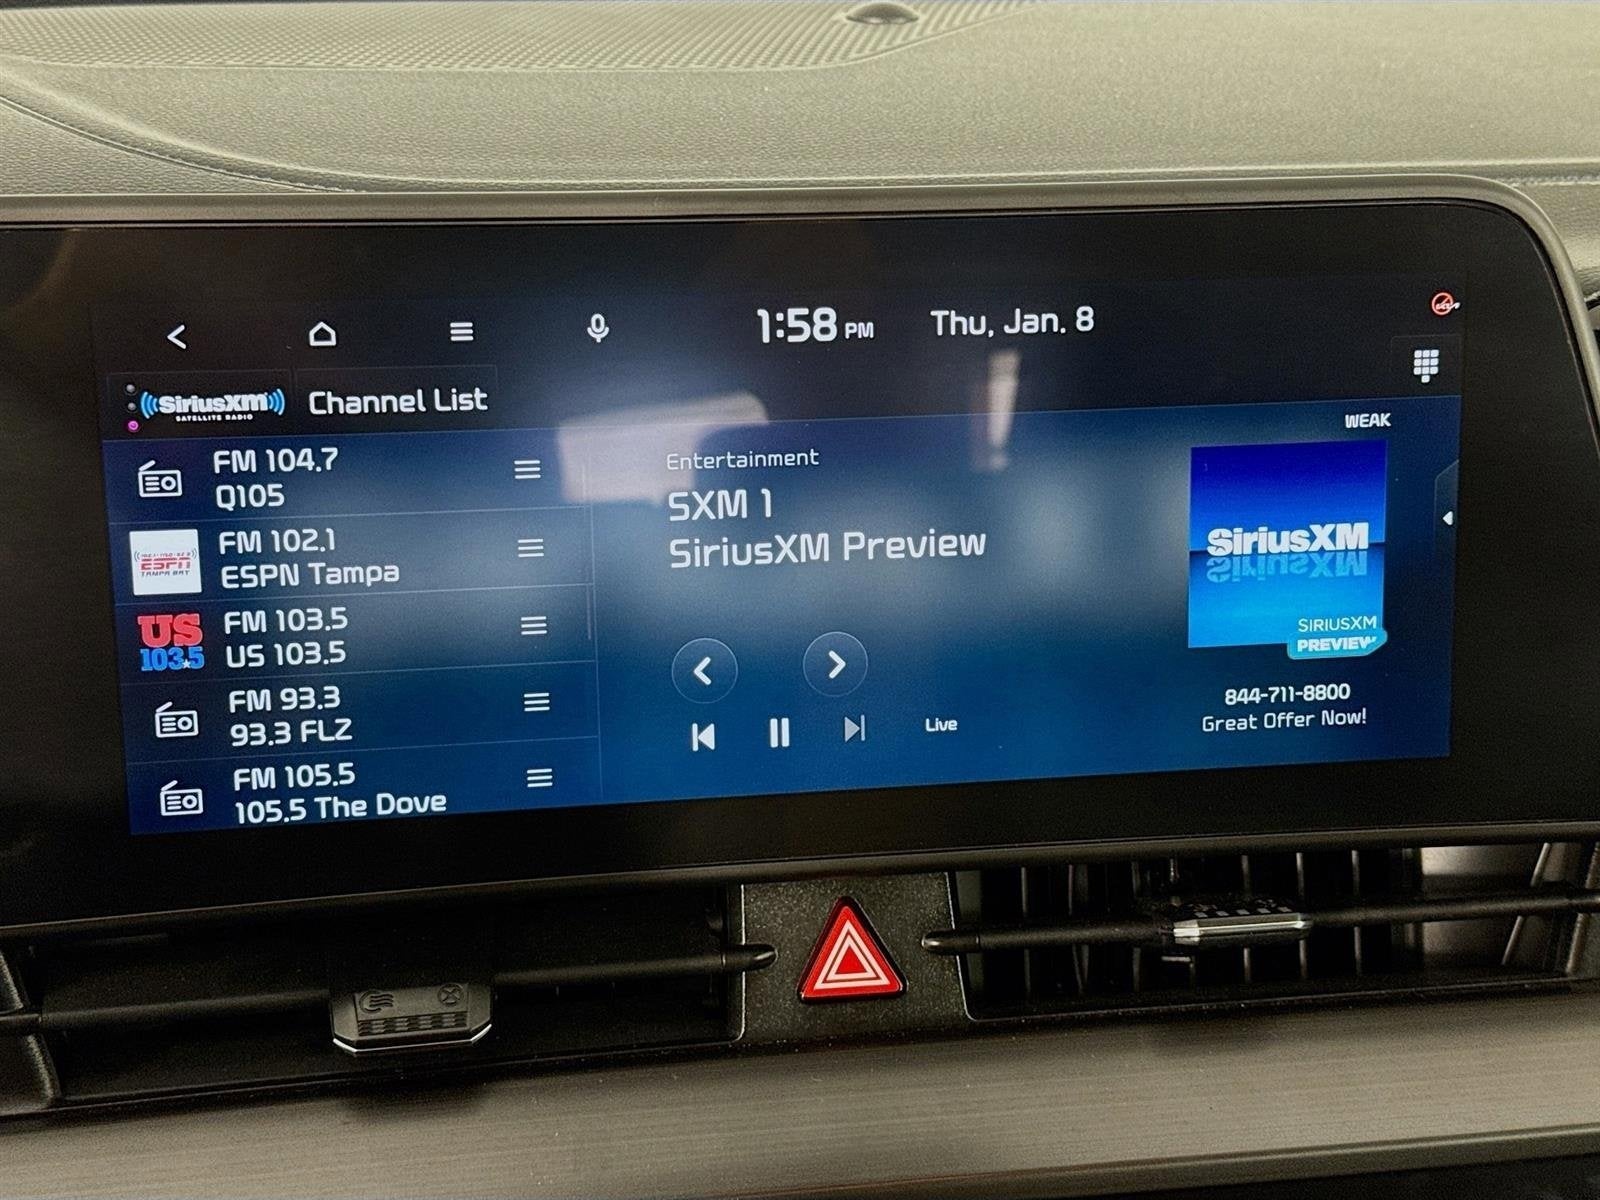 1:58 PM Thu, Jan. 8
SiriusXM
SATELLITE RADIO
Channel List
WEAK
FM 104.7
Q105
ESPN
TAMPA BAY
FM 102.1
ESPN Tampa
US
103.5
FM 103.5
US 103.5
FM 93.3
93.3 FLZ
FM 105.5
105.5 The Dove
Entertainment
SXM 1
SiriusXM Preview
Live
SiriusXM
SIRIUSXM
PREVIEW
844-711-8800
Great Offer Now!